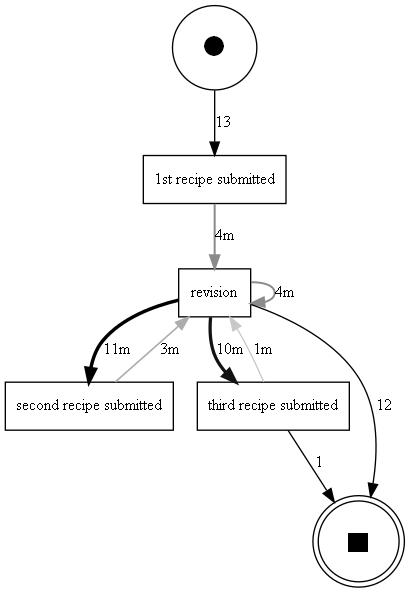 13
1st recipe submitted
4m
revision
4m
11m
3m
10m
1m
12
second recipe submitted
third recipe submitted
1